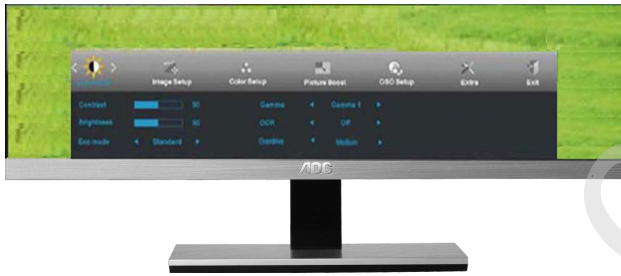 Image Setup
Color Setup
Picture Boost
OSD Setup
Extra
Exit
Contrast 50 Gamma Gamma 1
Brightness 50 DCR Off
Eco mode Standard Overdrive Medium
AOC